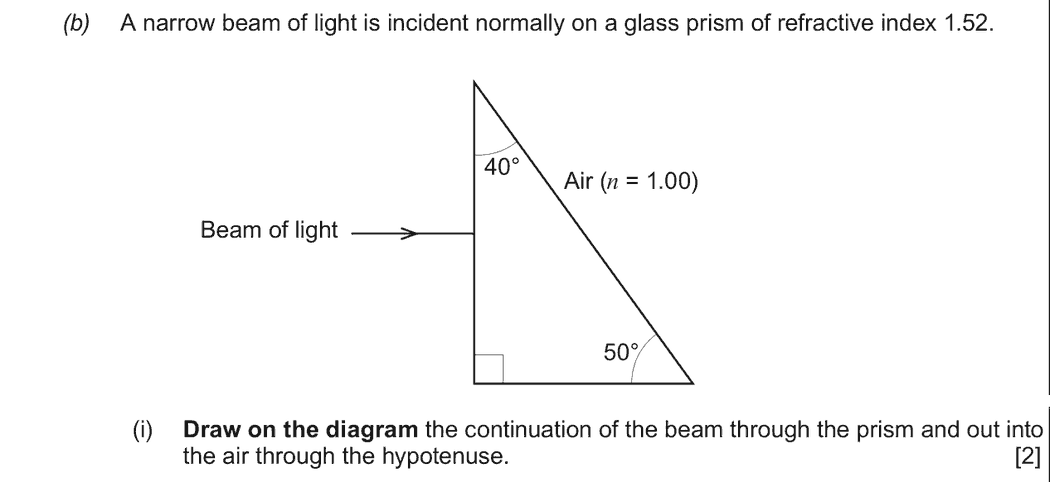 (b) A narrow beam of light is incident normally on a glass prism of refractive index 1.52.
40°
Air (n = 1.00)
Beam of light
50°
(i) Draw on the diagram the continuation of the beam through the prism and out into
the air through the hypotenuse. [2]